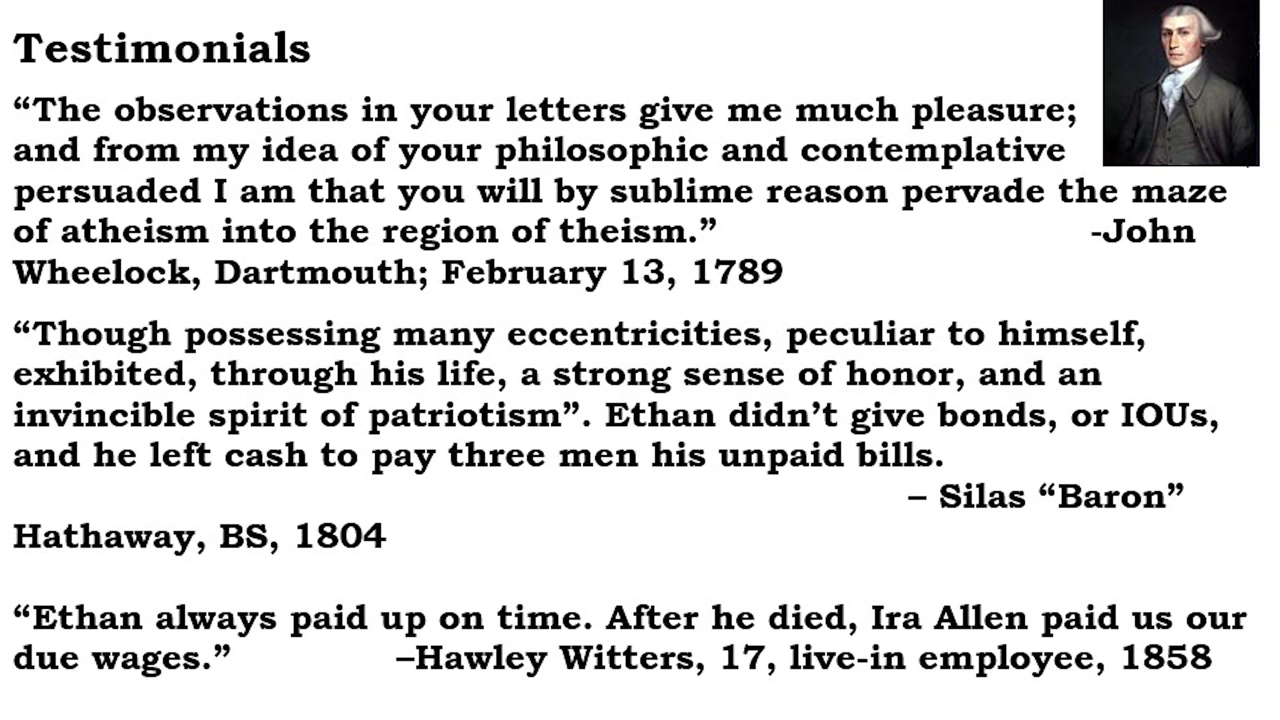 Testimonials
“The observations in your letters give me much pleasure;
and from my idea of your philosophic and contemplative
persuaded I am that you will by sublime reason pervade the maze
of atheism into the region of theism.” -John
Wheelock, Dartmouth; February 13, 1789
“Though possessing many eccentricities, peculiar to himself,
exhibited, through his life, a strong sense of honor, and an
invincible spirit of patriotism”. Ethan didn’t give bonds, or IOUs,
and he left cash to pay three men his unpaid bills.
– Silas “Baron”
Hathaway, BS, 1804
“Ethan always paid up on time. After he died, Ira Allen paid us our
due wages.” –Hawley Witters, 17, live-in employee, 1858